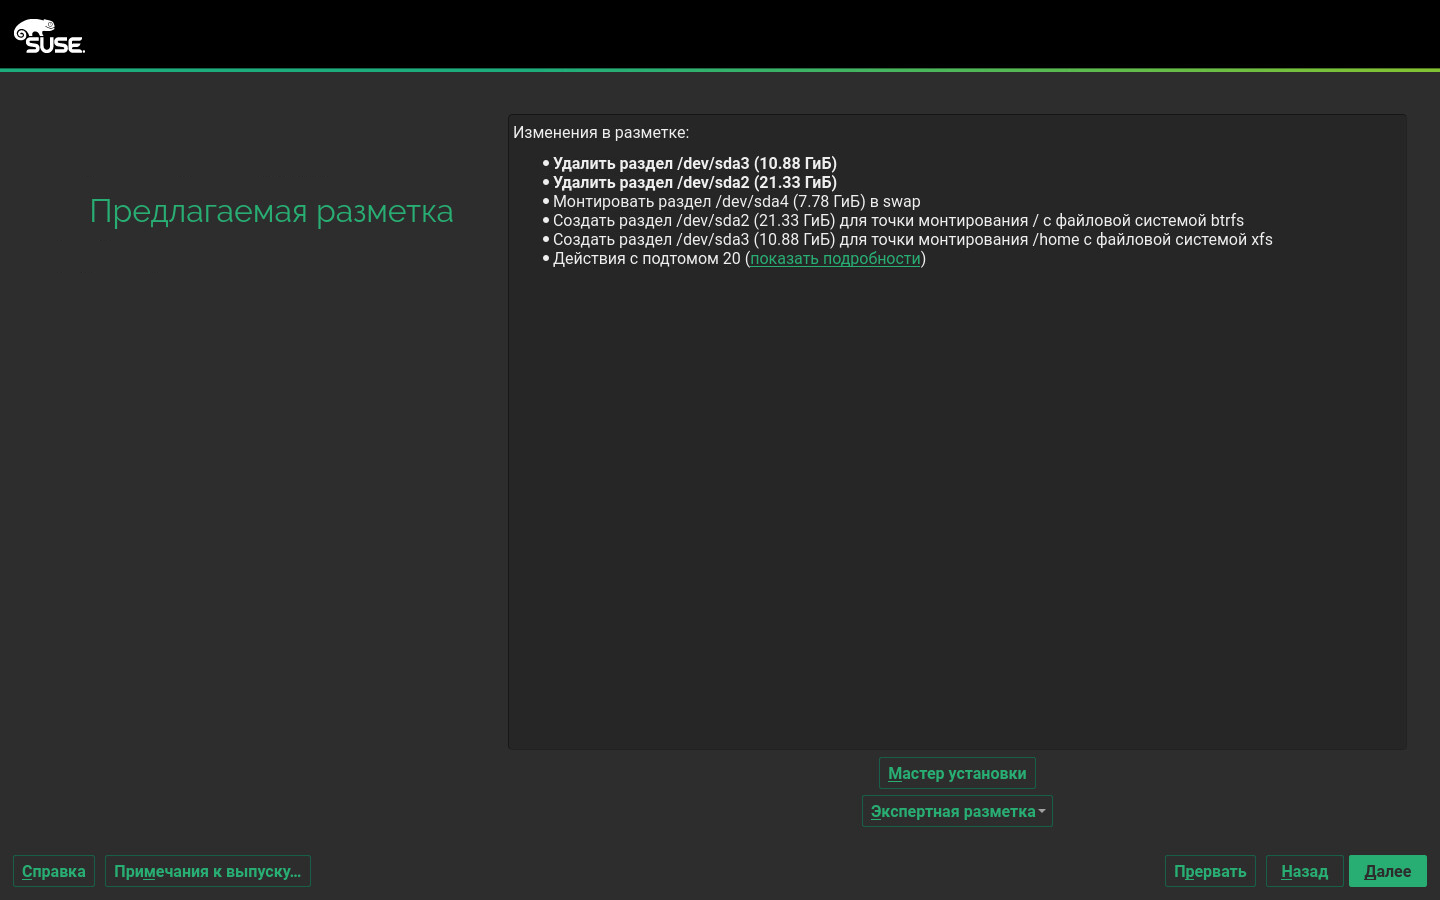 SUSE
Изменения в разметке:
Удалить раздел /dev/sda3 (10.88 ГиБ)
Удалить раздел /dev/sda2 (21.33 ГиБ)
Предлагаемая разметка
Монтировать раздел /dev/sda4 (7.78 ГиБ) в swap
Создать раздел /dev/sda2 (21.33 ГиБ) для точки монтирования / с файловой системой btrfs
Создать раздел /dev/sda3 (10.88 ГиБ) для точки монтирования /home с файловой системой xfs
Действия с подтомом 20 (показать подробности)
Мастер установки
Экспертная разметка
Справка
Примечания к выпуску...
Прервать
Назад
Далее